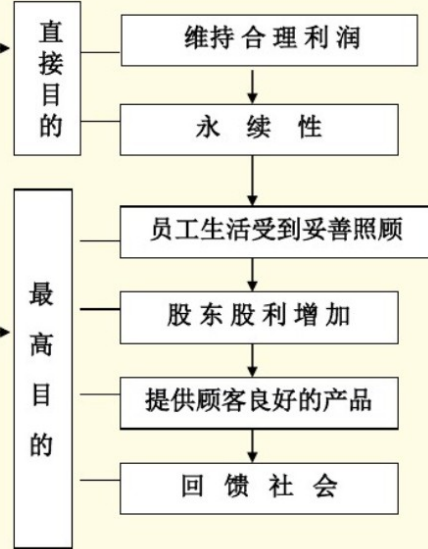 直接目的
维持合理利润
永续性
最高目的
员工生活受到妥善照顾
股东股利增加
提供顾客良好的产品
回馈社会